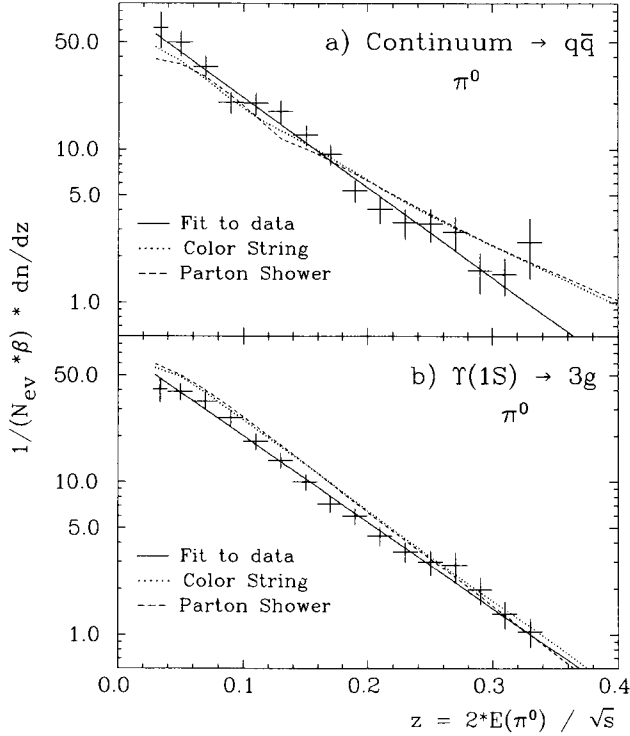 50.0
10.0
5.0
1.0
a) Continuum → qq̄
π⁰
Fit to data
Color String
Parton Shower
1/(N_ev *β) * dn/dz
50.0
10.0
5.0
1.0
b) Υ(1S) → 3g
π⁰
Fit to data
Color String
Parton Shower
0.0 0.1 0.2 0.3 0.4
z = 2*E(π⁰) / √s